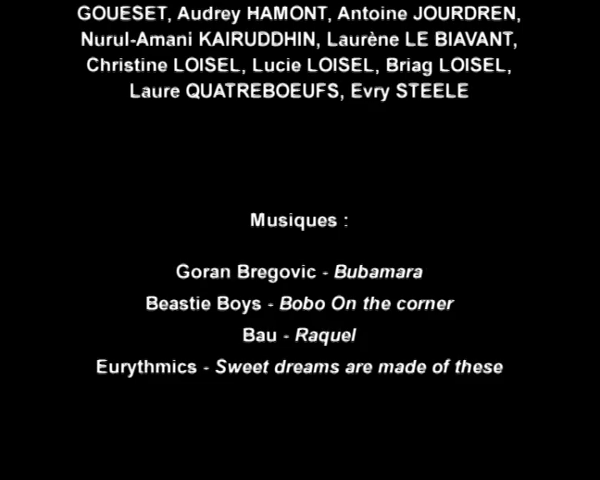 GOUESET, Audrey HAMONT, Antoine JOURDREN,
Nurul-Amani KAIRUDDHIN, Laurène LE BIAVANT,
Christine LOISEL, Lucie LOISEL, Briag LOISEL,
Laure QUATREBOEUFS, Evry STEELE
Musiques :
Goran Bregovic - Bubamara
Beastie Boys - Bobo On the corner
Bau - Raquel
Eurythmics - Sweet dreams are made of these